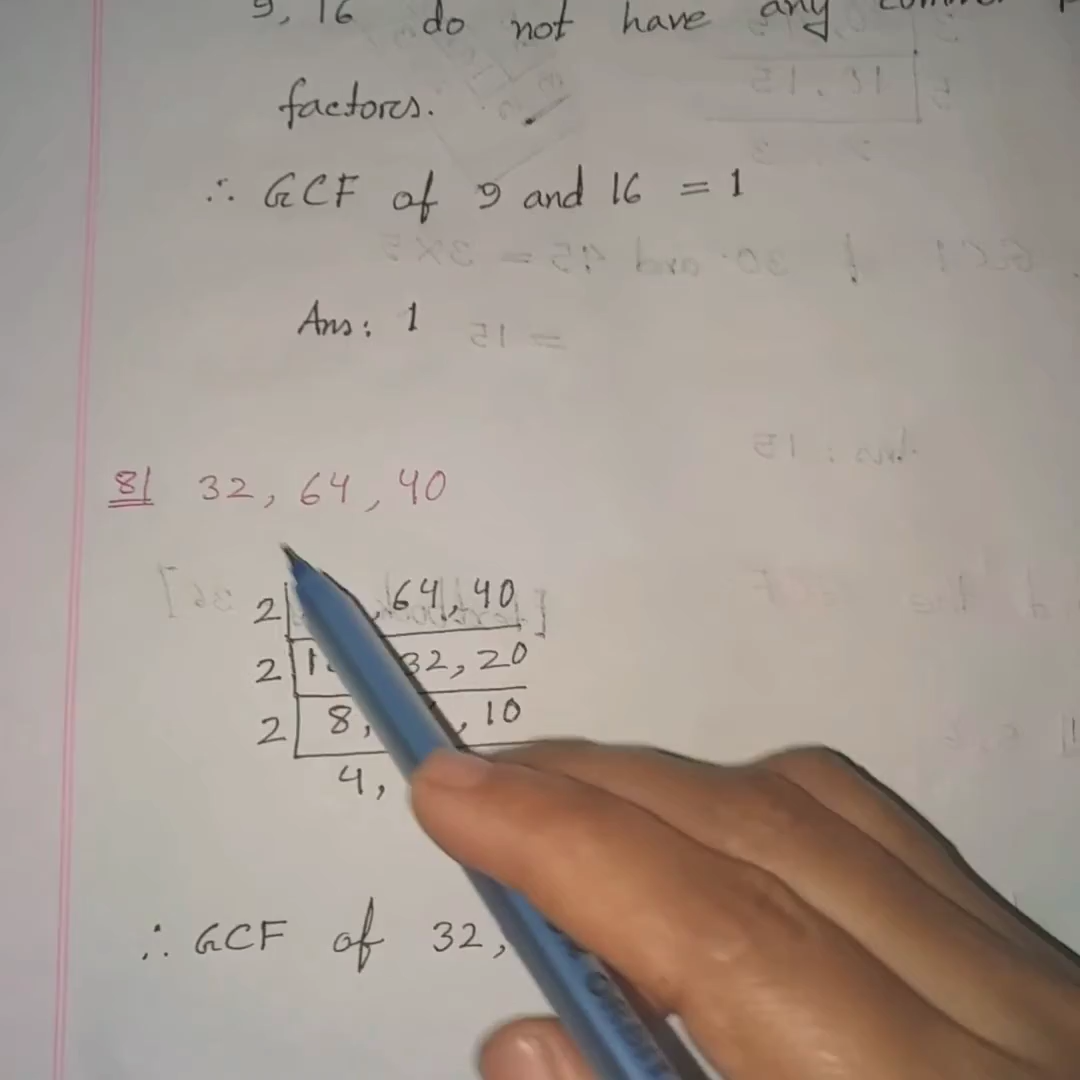 9, 16 do not have any
factors.
∴ GCF of 9 and 16 = 1
Ans: 1
8) 32, 64, 40
2 , 64, 40
2 32, 20
2 8, , 10
4,
∴ GCF of 32,